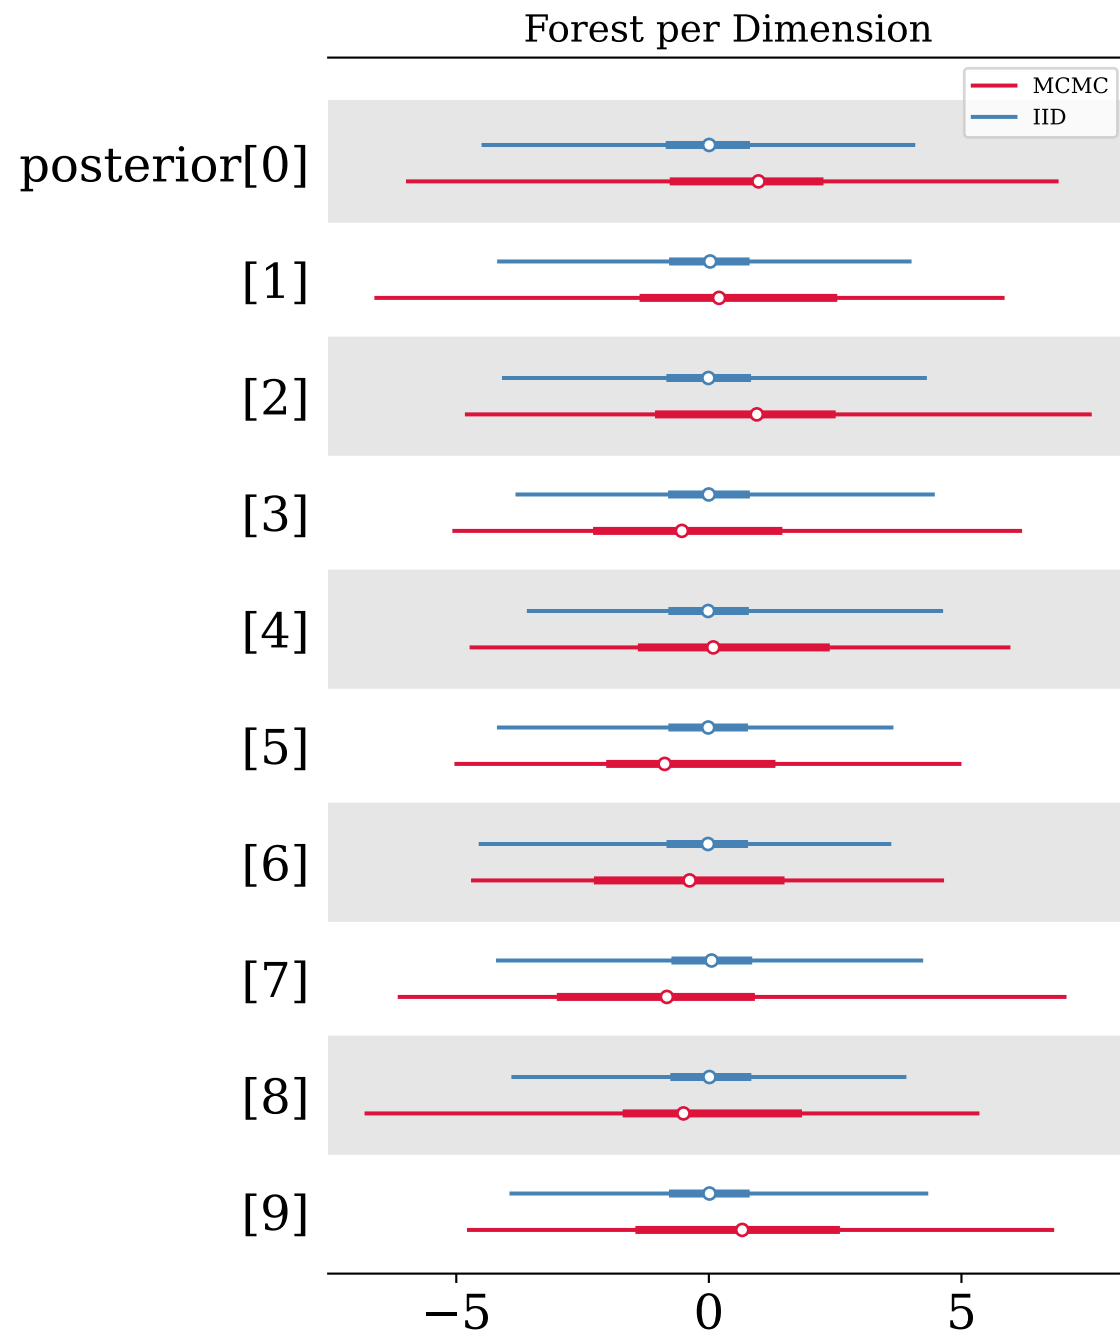 Forest per Dimension
MCMC
IID
posterior[0]
[1]
[2]
[3]
[4]
[5]
[6]
[7]
[8]
[9]
−5 0 5